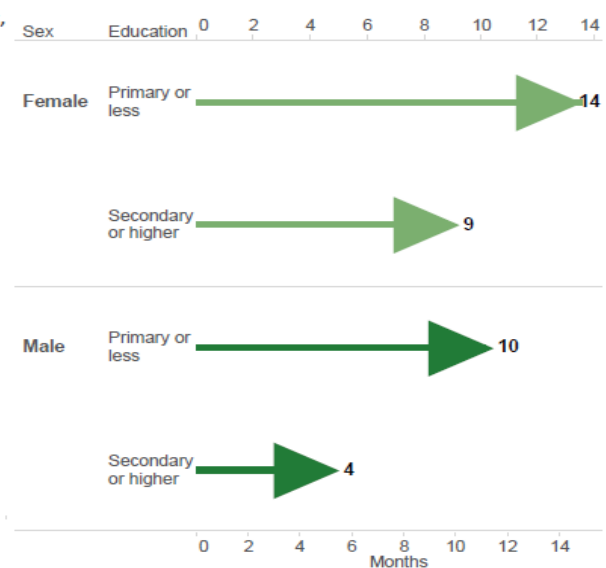 Sex Education 0 2 4 6 8 10 12 14
Female Primary or
less
14
Secondary
or higher
9
Male Primary or
less
10
Secondary
or higher
4
0 2 4 6 8 10 12 14
Months